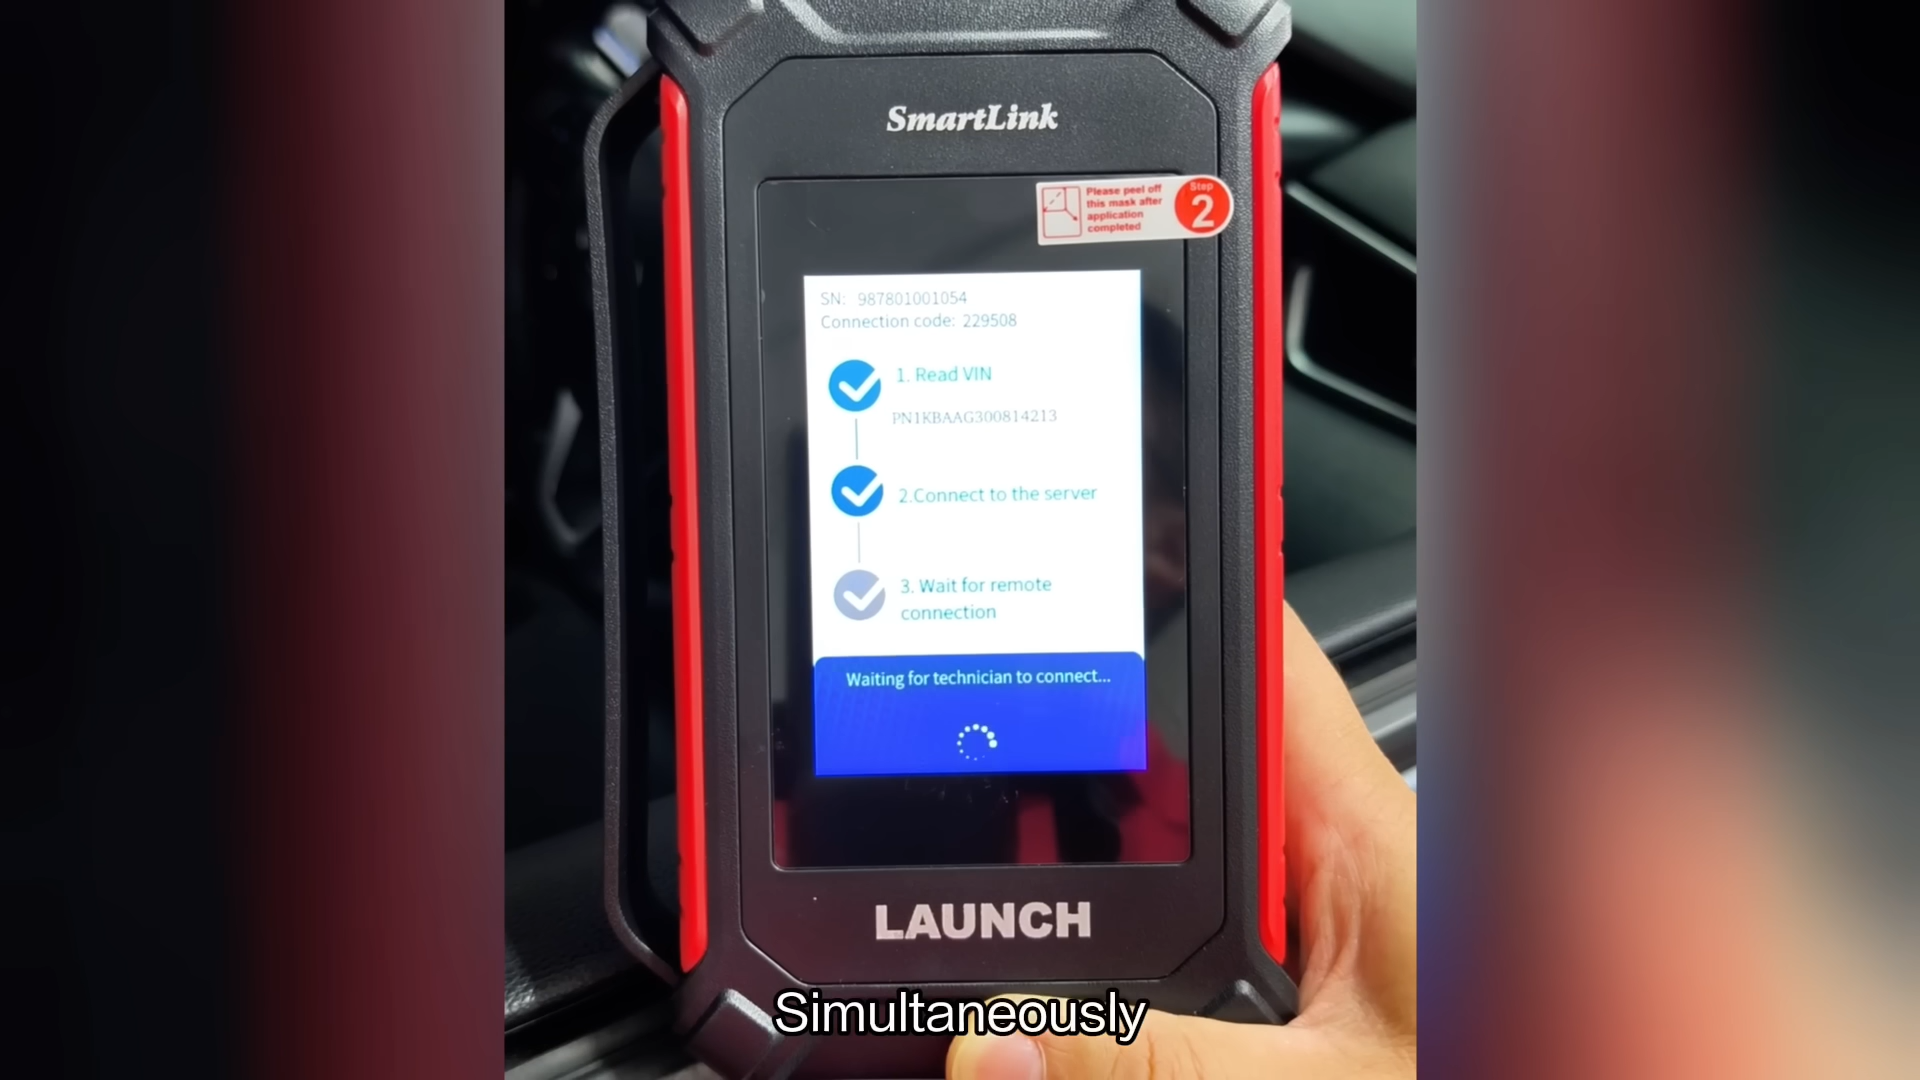 SmartLink
Please peel off
this mask after
application
completed
Step
2
SN: 987801001054
Connection code: 229508
1. Read VIN
PN1KBAAG300814213
2.Connect to the server
3. Wait for remote
connection
Waiting for technician to connect...
LAUNCH
Simultaneously